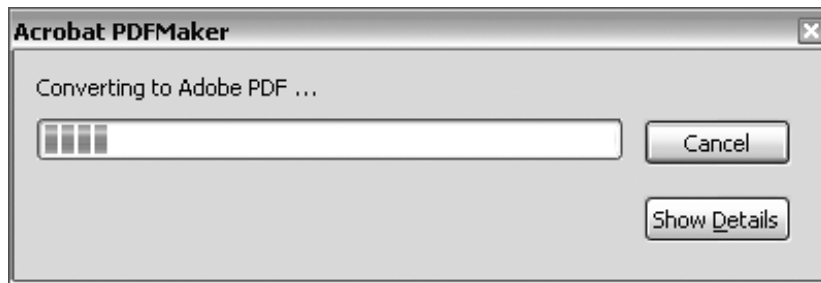 Acrobat PDFMaker
Converting to Adobe PDF ...
Cancel
Show Details